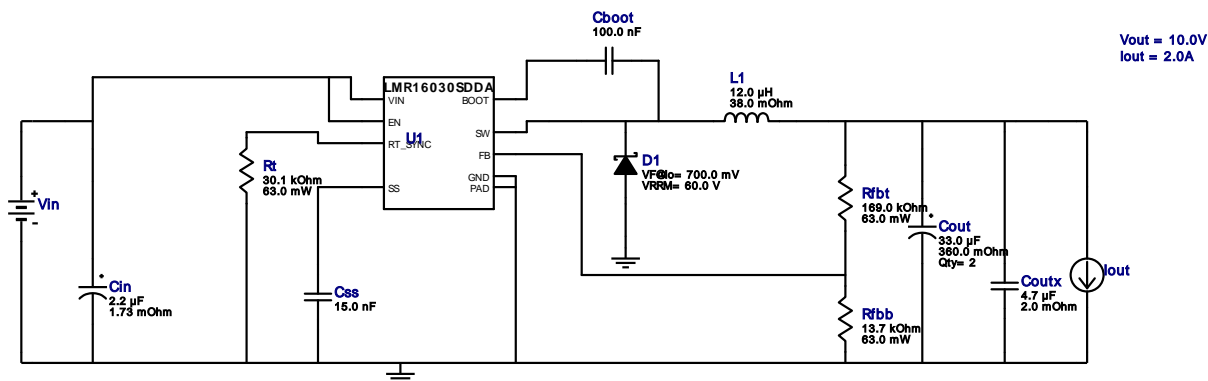 Cboot
100.0 nF
Vout = 10.0V
Iout = 2.0A
LMR16030SDDA
VIN
BOOT
EN
SW
U1
RT_SYNC
FB
GND
SS
PAD
L1
12.0 µH
38.0 mOhm
Rt
30.1 kOhm
63.0 mW
D1
700.0 mV
VRRM= 60.0 V
Vin
+
-
Rfbt
169.0 kOhm
63.0 mW
Cout
33.0 µF
360.0 mOhm
Qty= 2
Iout
Cin
2.2 µF
1.73 mOhm
Css
15.0 nF
Coutx
4.7 µF
2.0 mOhm
Rfbb
13.7 kOhm
63.0 mW